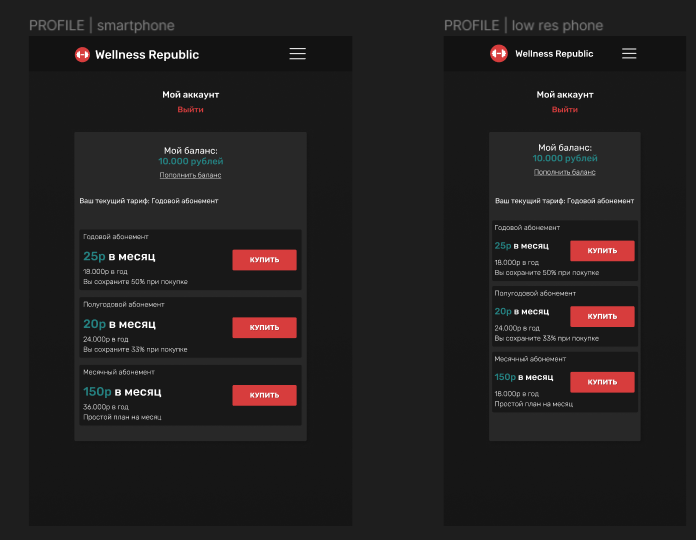 PROFILE | smartphone
Wellness Republic
Мой аккаунт
Выйти
Мой баланс:
10.000 рублей
Пополнить баланс
Ваш текущий тариф: Годовой абонемент
Годовой абонемент
25р в месяц
КУПИТЬ
18.000р в год
Вы сохраните 50% при покупке
Полугодовой абонемент
20р в месяц
КУПИТЬ
24.000р в год
Вы сохраните 33% при покупке
Месячный абонемент
150р в месяц
КУПИТЬ
36.000р в год
Простой план на месяц
PROFILE | low res phone
Wellness Republic
Мой аккаунт
Выйти
Мой баланс:
10.000 рублей
Пополнить баланс
Ваш текущий тариф: Годовой абонемент
Годовой абонемент
25р в месяц
КУПИТЬ
18.000р в год
Вы сохраните 50% при покупке
Полугодовой абонемент
20р в месяц
КУПИТЬ
24.000р в год
Вы сохраните 33% при покупке
Месячный абонемент
150р в месяц
КУПИТЬ
18.000р в год
Простой план на месяц